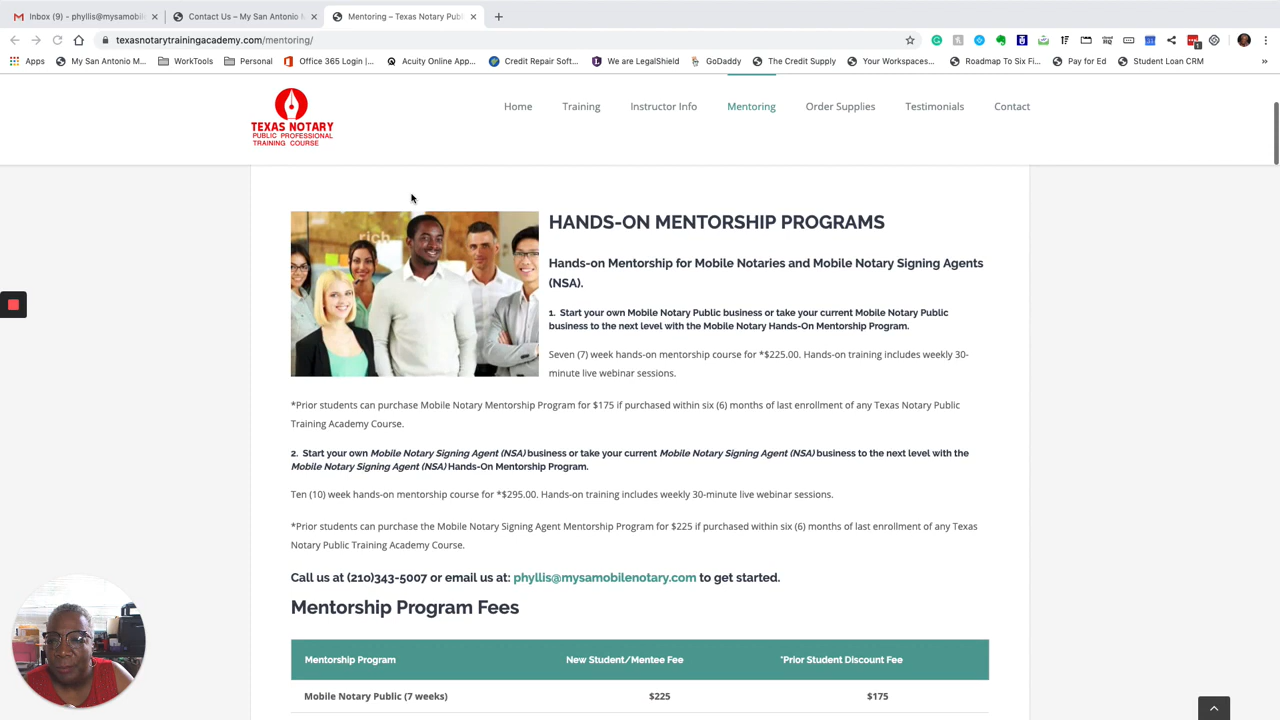 Inbox (9) - phyllis@mysamobil
Contact Us – My San Antonio M
Mentoring – Texas Notary Pub
texasnotarytrainingacademy.com/mentoring/
Apps
My San Antonio M...
WorkTools
Personal
Office 365 Login |...
Acuity Online App...
Credit Repair Soft...
We are LegalShield
GoDaddy
The Credit Supply
Your Workspaces...
Roadmap To Six Fi...
Pay for Ed
Student Loan CRM
»
TEXAS NOTARY
PUBLIC PROFESSIONAL
TRAINING COURSE
Home
Training
Instructor Info
Mentoring
Order Supplies
Testimonials
Contact
rich
HANDS-ON MENTORSHIP PROGRAMS
Hands-on Mentorship for Mobile Notaries and Mobile Notary Signing Agents
(NSA).
1. Start your own Mobile Notary Public business or take your current Mobile Notary Public
business to the next level with the Mobile Notary Hands-On Mentorship Program.
Seven (7) week hands-on mentorship course for *$225.00. Hands-on training includes weekly 30-
minute live webinar sessions.
*Prior students can purchase Mobile Notary Mentorship Program for $175 if purchased within six (6) months of last enrollment of any Texas Notary Public
Training Academy Course.
2. Start your own Mobile Notary Signing Agent (NSA) business or take your current Mobile Notary Signing Agent (NSA) business to the next level with the
Mobile Notary Signing Agent (NSA) Hands-On Mentorship Program.
Ten (10) week hands-on mentorship course for *$295.00. Hands-on training includes weekly 30-minute live webinar sessions.
*Prior students can purchase the Mobile Notary Signing Agent Mentorship Program for $225 if purchased within six (6) months of last enrollment of any Texas
Notary Public Training Academy Course.
Call us at (210)343-5007 or email us at: phyllis@mysamobilenotary.com to get started.
Mentorship Program Fees
Mentorship Program
New Student/Mentee Fee
*Prior Student Discount Fee
Mobile Notary Public (7 weeks)
$225
$175